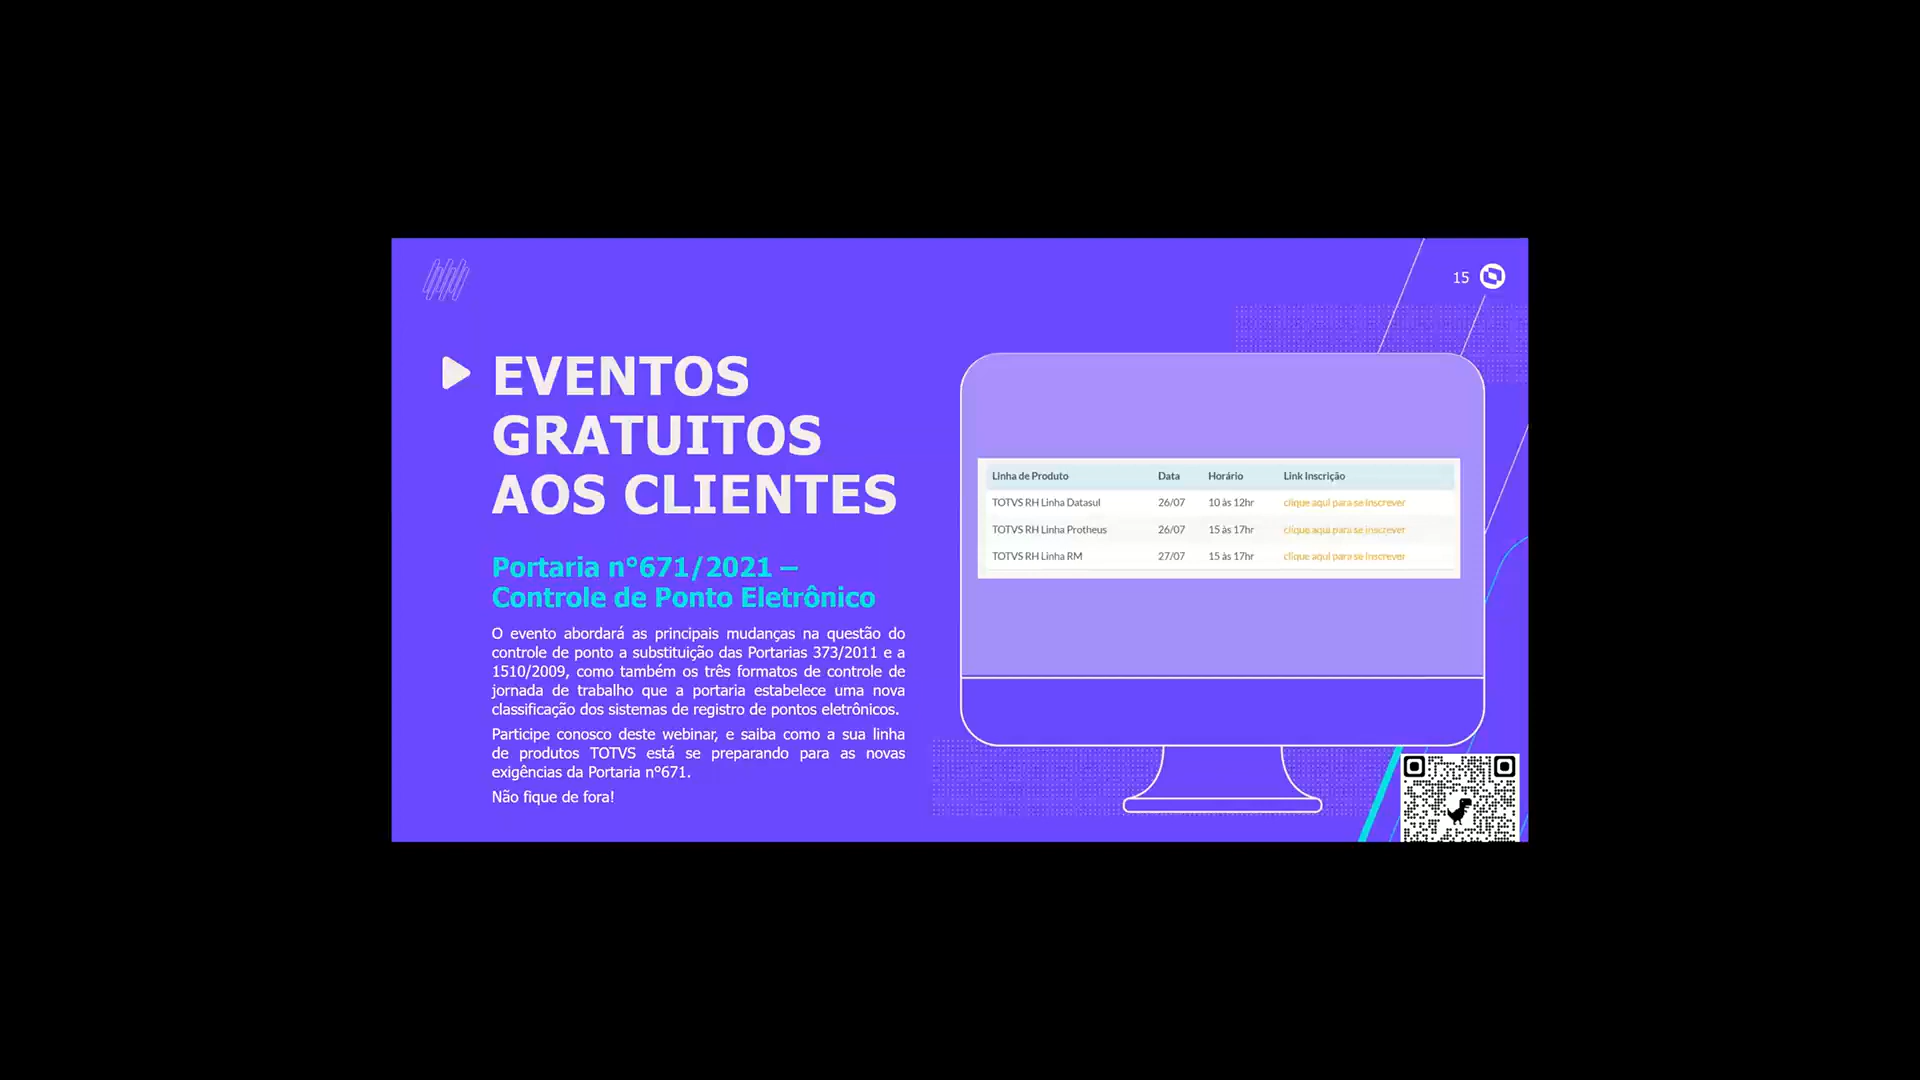 15
EVENTOS
GRATUITOS
AOS CLIENTES
Portaria n°671/2021 –
Controle de Ponto Eletrônico
O evento abordará as principais mudanças na questão do
controle de ponto a substituição das Portarias 373/2011 e a
1510/2009, como também os três formatos de controle de
jornada de trabalho que a portaria estabelece uma nova
classificação dos sistemas de registro de pontos eletrônicos.
Participe conosco deste webinar, e saiba como a sua linha
de produtos TOTVS está se preparando para as novas
exigências da Portaria n°671.
Não fique de fora!
Linha de Produto Data Horário Link Inscrição
TOTVS RH Linha Datasul 26/07 10 às 12hr clique aqui para se inscrever
TOTVS RH Linha Protheus 26/07 15 às 17hr clique aqui para se inscrever
TOTVS RH Linha RM 27/07 15 às 17hr clique aqui para se inscrever